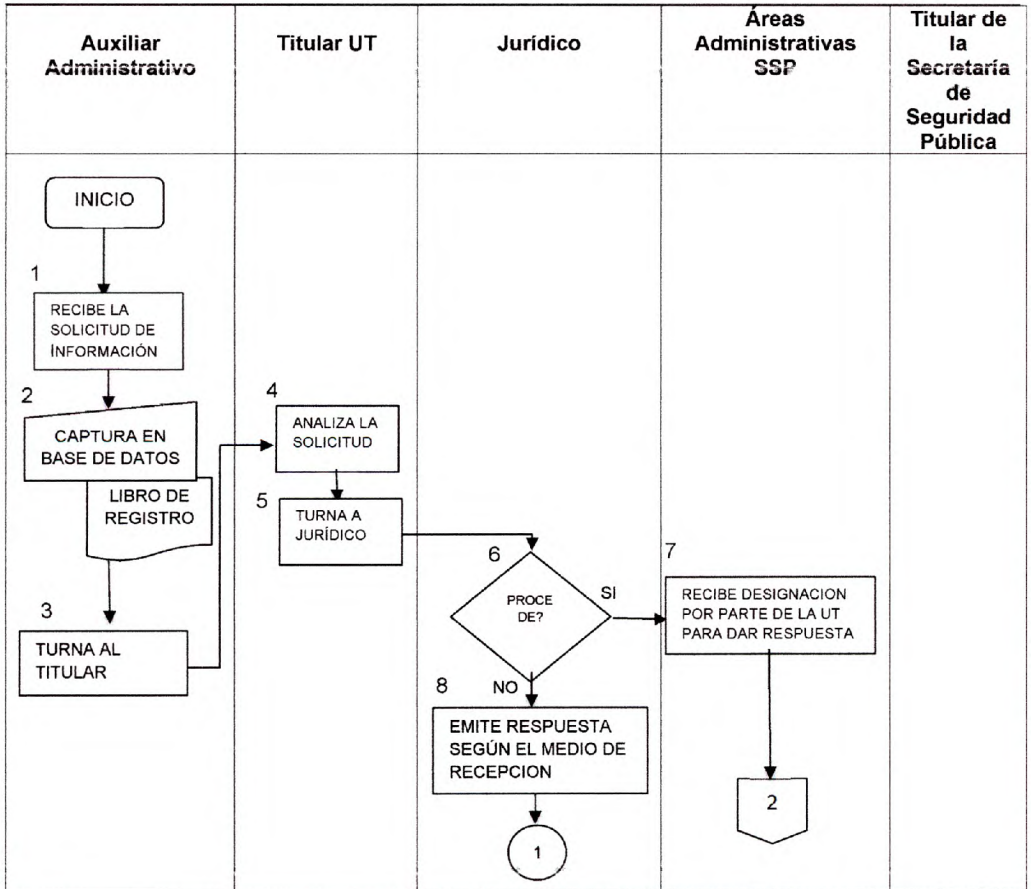 Auxiliar
Administrativo
Titular UT
Jurídico
Áreas
Administrativas
SSP
Titular de
la
Secretaría
de
Seguridad
Pública
INICIO
1
RECIBE LA
SOLICITUD DE
INFORMACIÓN
2
CAPTURA EN
BASE DE DATOS
LIBRO DE
REGISTRO
3
TURNA AL
TITULAR
4
ANALIZA LA
SOLICITUD
5
TURNA A
JURÍDICO
6
PROCE
DE?
SI
7
RECIBE DESIGNACION
POR PARTE DE LA UT
PARA DAR RESPUESTA
NO
8
EMITE RESPUESTA
SEGÚN EL MEDIO DE
RECEPCION
1
2